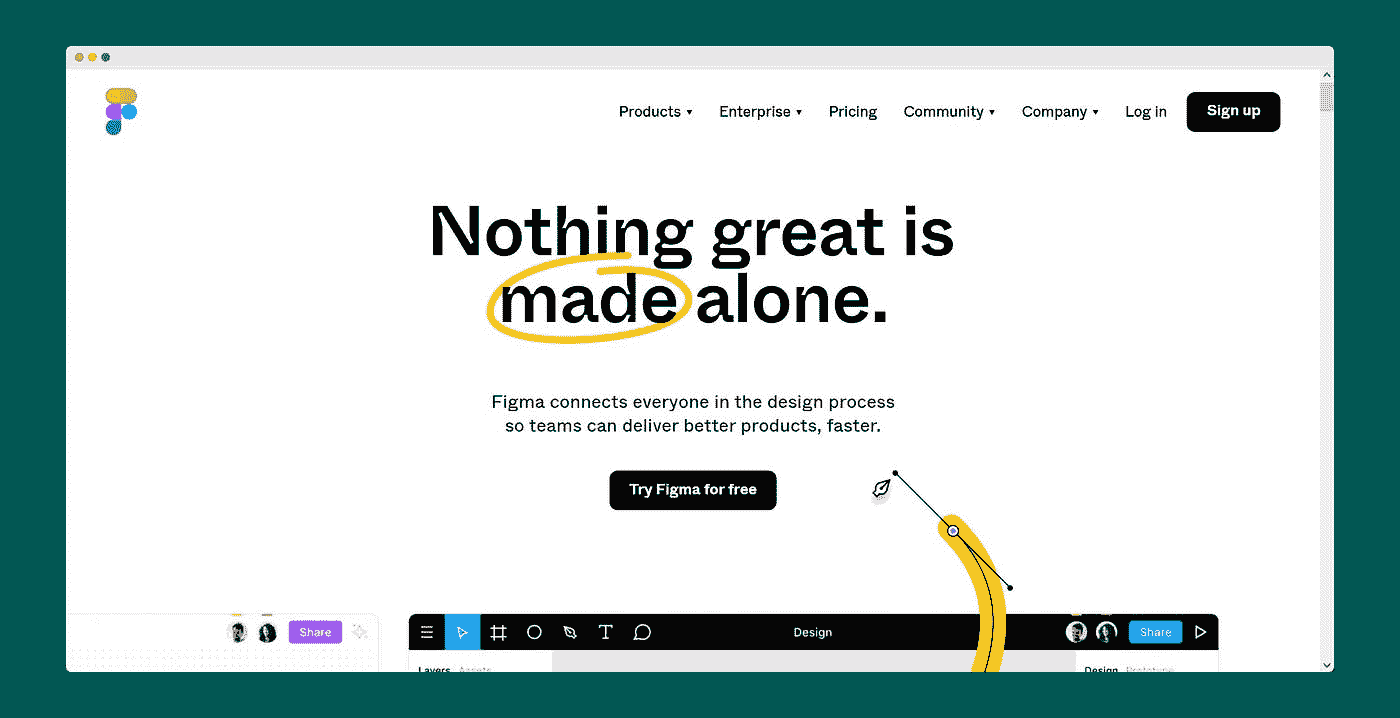 Products ▾ Enterprise ▾ Pricing Community ▾ Company ▾ Log in Sign up
Nothing great is
made alone.
Figma connects everyone in the design process
so teams can deliver better products, faster.
Try Figma for free
Share
Design
Share
Layers Assets
Design Prototype